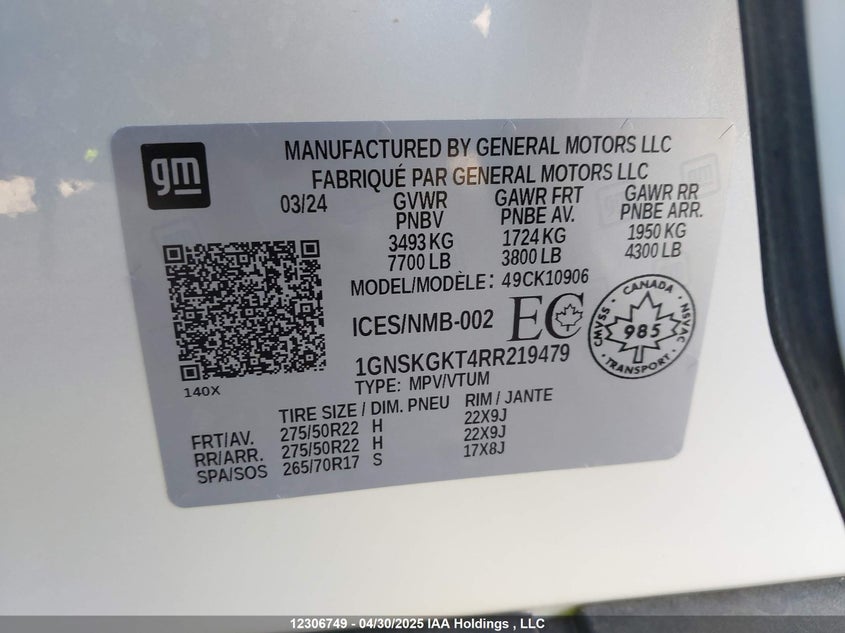 gm
MANUFACTURED BY GENERAL MOTORS LLC
FABRIQUÉ PAR GENERAL MOTORS LLC
03/24
GVWR
PNBV
3493 KG
7700 LB
GAWR FRT
PNBE AV.
1724 KG
3800 LB
GAWR RR
PNBE ARR.
1950 KG
4300 LB
MODEL/MODÈLE: 49CK10906
ICES/NMB-002
EC
CANADA
CMVSS
985
NSVAC
TRANSPORT
1GNSKGKT4RR219479
TYPE: MPV/VTUM
140X
TIRE SIZE / DIM. PNEU RIM / JANTE
FRT/AV. 275/50R22 H 22X9J
RR/ARR. 275/50R22 H 22X9J
SPA/SOS 265/70R17 S 17X8J
12306749 - 04/30/2025 IAA Holdings , LLC